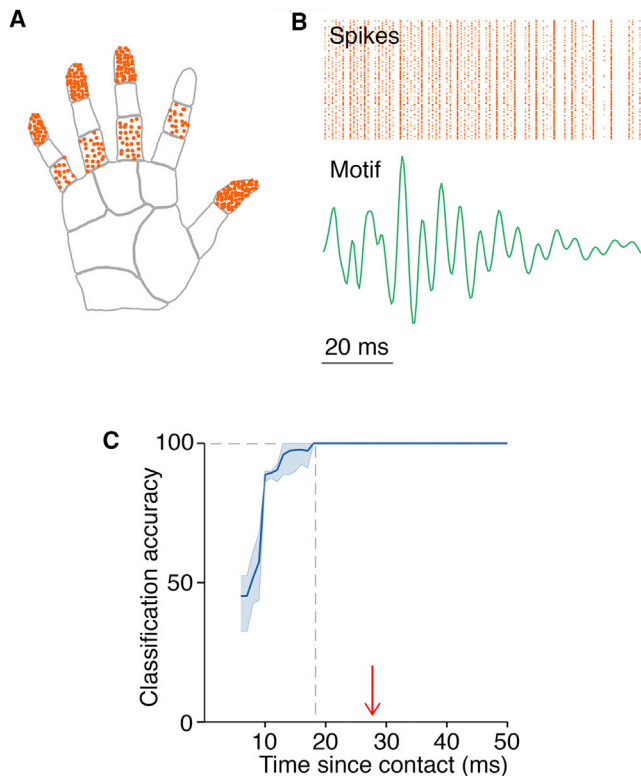 A
B
Spikes
Motif
20 ms
C
100
50
0
Classification accuracy
10 20 30 40 50
Time since contact (ms)